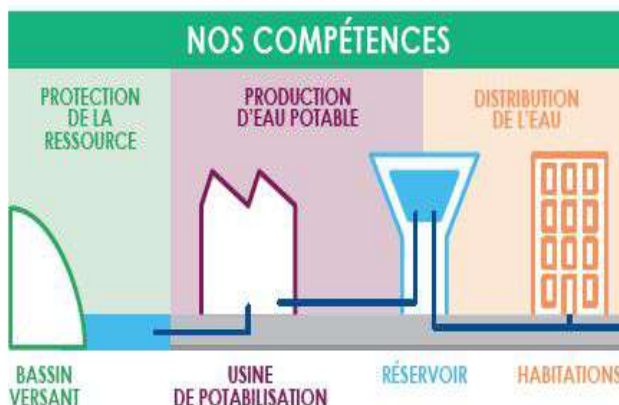 NOS COMPÉTENCES
PROTECTION
DE LA
RESSOURCE
PRODUCTION
D'EAU POTABLE
DISTRIBUTION
DE L'EAU
BASSIN
VERSANT
USINE
DE POTABILISATION
RÉSERVOIR
HABITATIONS